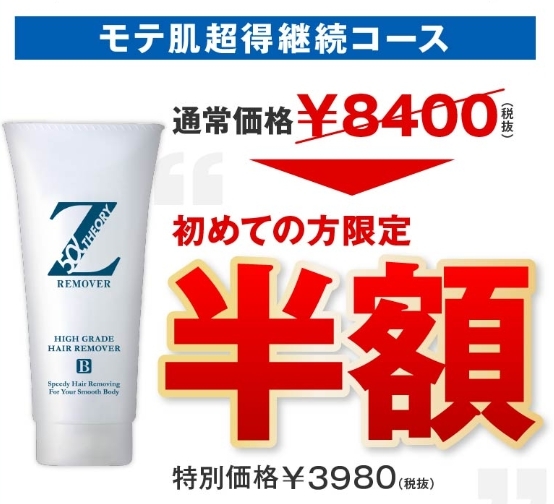 モテ肌超得継続コース
通常価格¥8400(税抜)
初めての方限定
半額
特別価格¥3980(税抜)
Z
50α THEORY
REMOVER
HIGH GRADE
HAIR REMOVER
B
Speedy Hair Removing
For Your Smooth Body